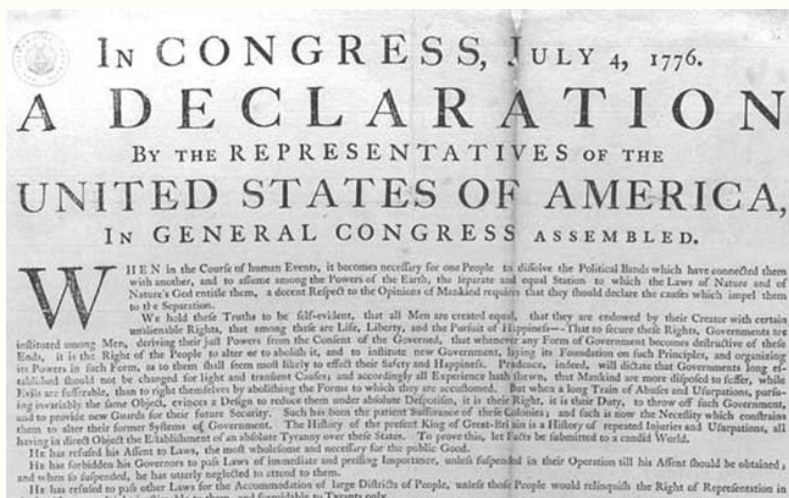 IN CONGRESS, JULY 4, 1776.
A DECLARATION
BY THE REPRESENTATIVES OF THE
UNITED STATES OF AMERICA,
IN GENERAL CONGRESS ASSEMBLED.
WHEN in the Courſe of human Events, it becomes neceſſary for one People to diſſolve the Political Bands which have connected them
with another, and to aſſume among the Powers of the Earth, the ſeparate and equal Station to which the Laws of Nature and of
Nature's God entitle them, a decent Reſpect to the Opinions of Mankind requires that they ſhould declare the cauſes which impel them
to the Separation.
We hold theſe Truths to be ſelf-evident, that all Men are created equal, that they are endowed by their Creator with certain
unalienable Rights, that among theſe are Life, Liberty, and the Purſuit of Happineſs—-That to ſecure theſe Rights, Governments are
inſtituted among Men, deriving their juſt Powers from the Conſent of the Governed, that whenever any Form of Government becomes deſtructive of theſe
Ends, it is the Right of the People to alter or to aboliſh it, and to inſtitute new Government, laying its Foundation on ſuch Principles, and organizing
its Powers in ſuch Form, as to them ſhall ſeem moſt likely to effect their Safety and Happineſs. Prudence, indeed, will dictate that Governments long eſ-
tabliſhed ſhould not be changed for light and tranſient Cauſes; and accordingly all Experience hath ſhewn, that Mankind are more diſpoſed to ſuffer, while
Evils are ſufferable, than to right themſelves by aboliſhing the Forms to which they are accuſtomed. But when a long Train of Abuſes and Uſurpations, purſu-
ing invariably the ſame Object, evinces a Deſign to reduce them under abſolute Deſpotiſm, it is their Right, it is their Duty, to throw off ſuch Government,
and to provide new Guards for their future Security. Such has been the patient Sufferance of theſe Colonies; and ſuch is now the Neceſſity which conſtrains
them to alter their former Syſtems of Government. The Hiſtory of the preſent King of Great-Britain is a Hiſtory of repeated Injuries and Uſurpations, all
having in direct Object the Eſtabliſhment of an abſolute Tyranny over theſe States. To prove this, let Facts be ſubmitted to a candid World.
HE has refuſed his Aſſent to Laws, the moſt wholeſome and neceſſary for the public Good.
HE has forbidden his Governors to paſs Laws of immediate and preſſing Importance, unleſs ſuſpended in their Operation till his Aſſent ſhould be obtained;
and when ſo ſuſpended, he has utterly neglected to attend to them.
HE has refuſed to paſs other Laws for the Accommodation of large Diſtricts of People, unleſs thoſe People would relinquiſh the Right of Repreſentation in
to them, and formidable to Tyrants only.